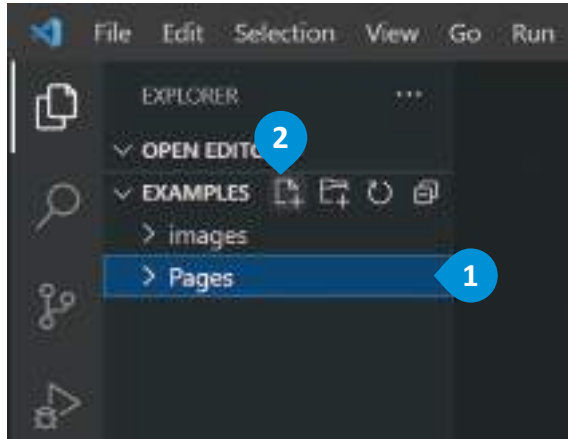 File Edit Selection View Go Run
EXPLORER ...
2
OPEN EDITO
EXAMPLES
images
Pages
1